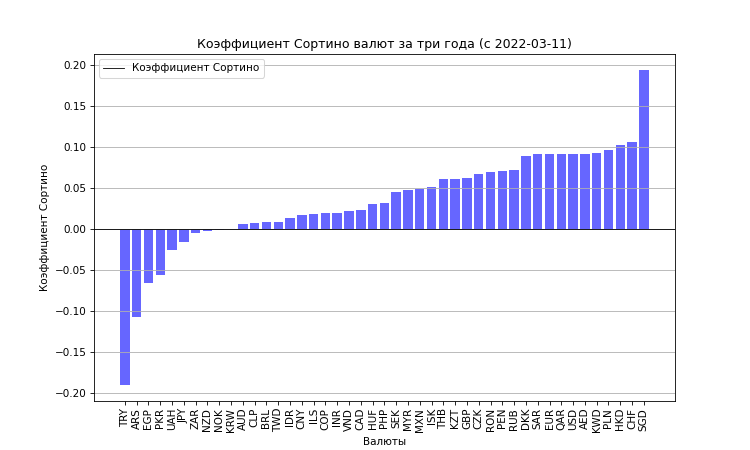 Коэффициент Сортино валют за три года (с 2022-03-11)
Коэффициент Сортино
0.20
0.15
0.10
0.05
0.00
−0.05
−0.10
−0.15
−0.20
Коэффициент Сортино
TRY
ARS
EGP
PKR
UAH
JPY
ZAR
NZD
NOK
KRW
AUD
CLP
BRL
TWD
IDR
CNY
ILS
COP
INR
VND
CAD
HUF
PHP
SEK
MYR
MXN
ISK
THB
KZT
GBP
CZK
RON
PEN
RUB
DKK
SAR
EUR
QAR
USD
AED
KWD
PLN
HKD
CHF
SGD
Валюты